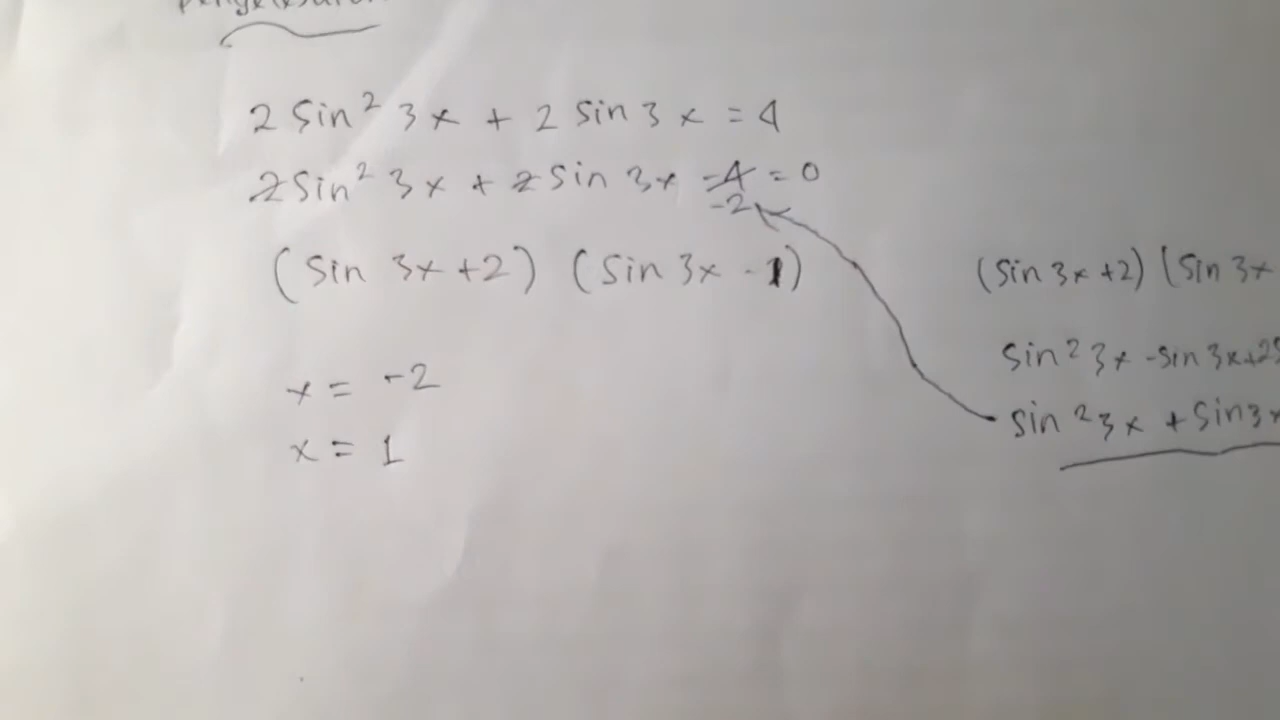 2 sin² 3x + 2 sin 3x = 4
2 sin² 3x + 2 sin 3x - 4 = 0
-2
(sin 3x + 2) (sin 3x - 1)
x = -2
x = 1
(sin 3x + 2) (sin 3x
sin² 3x - sin 3x + 2
sin² 3x + sin 3x